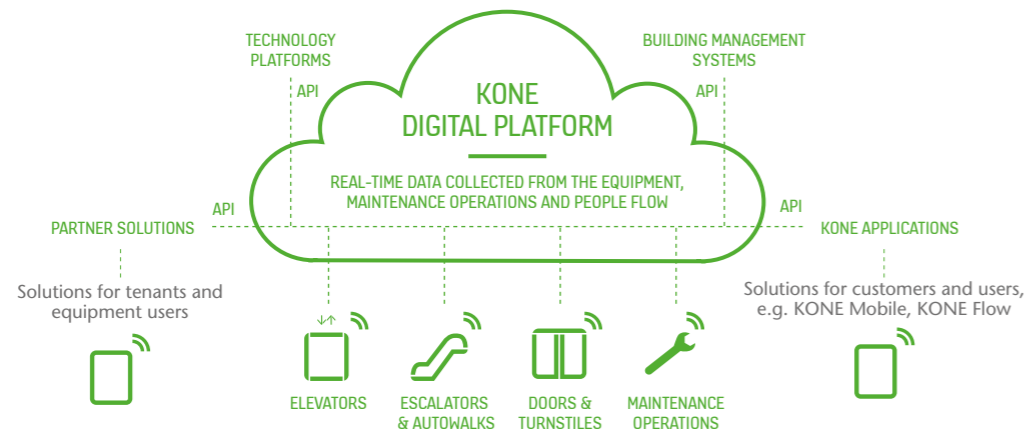 TECHNOLOGY
PLATFORMS
BUILDING MANAGEMENT
SYSTEMS
API
API
KONE
DIGITAL PLATFORM
REAL-TIME DATA COLLECTED FROM THE EQUIPMENT,
MAINTENANCE OPERATIONS AND PEOPLE FLOW
API
API
PARTNER SOLUTIONS
KONE APPLICATIONS
Solutions for tenants and
equipment users
Solutions for customers and users,
e.g. KONE Mobile, KONE Flow
ELEVATORS
ESCALATORS
& AUTOWALKS
DOORS &
TURNSTILES
MAINTENANCE
OPERATIONS